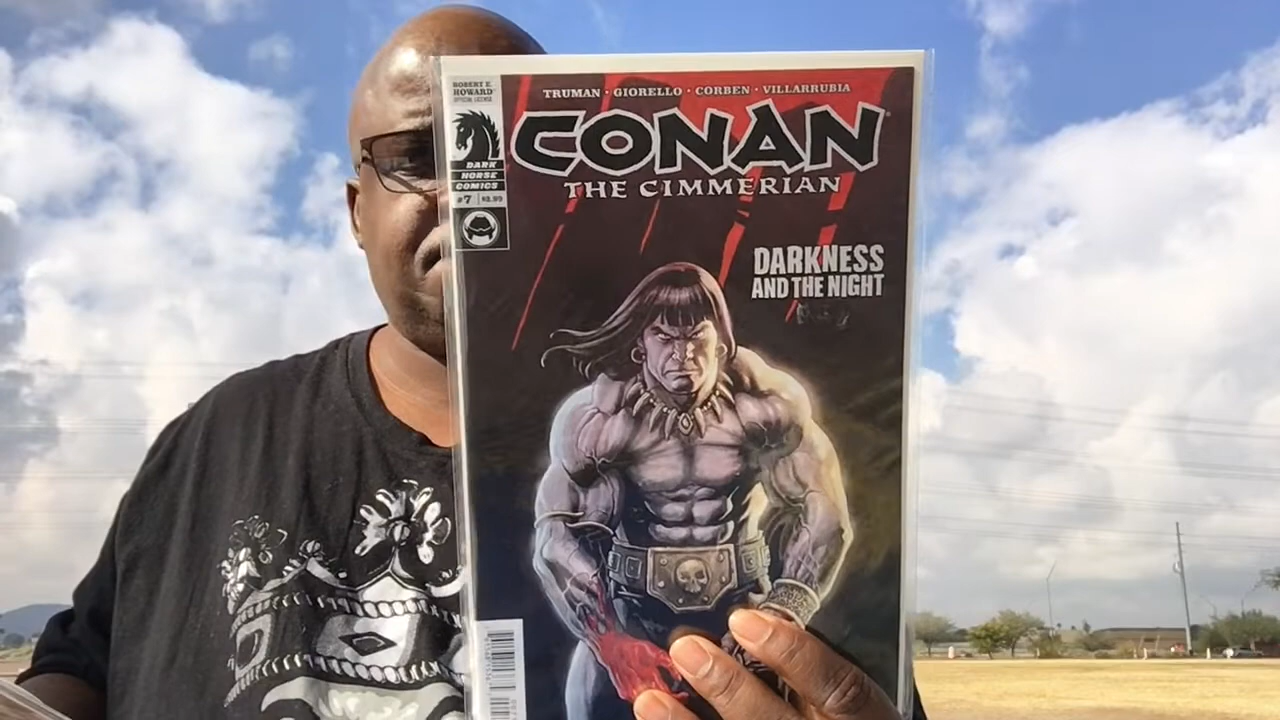 ROBERT E.
HOWARD
OFFICIAL LICENSE
TRUMAN · GIORELLO · CORBEN · VILLARRUBIA
CONAN
THE CIMMERIAN
DARK
HORSE
COMICS
#7 $2.99
DARKNESS
AND THE NIGHT